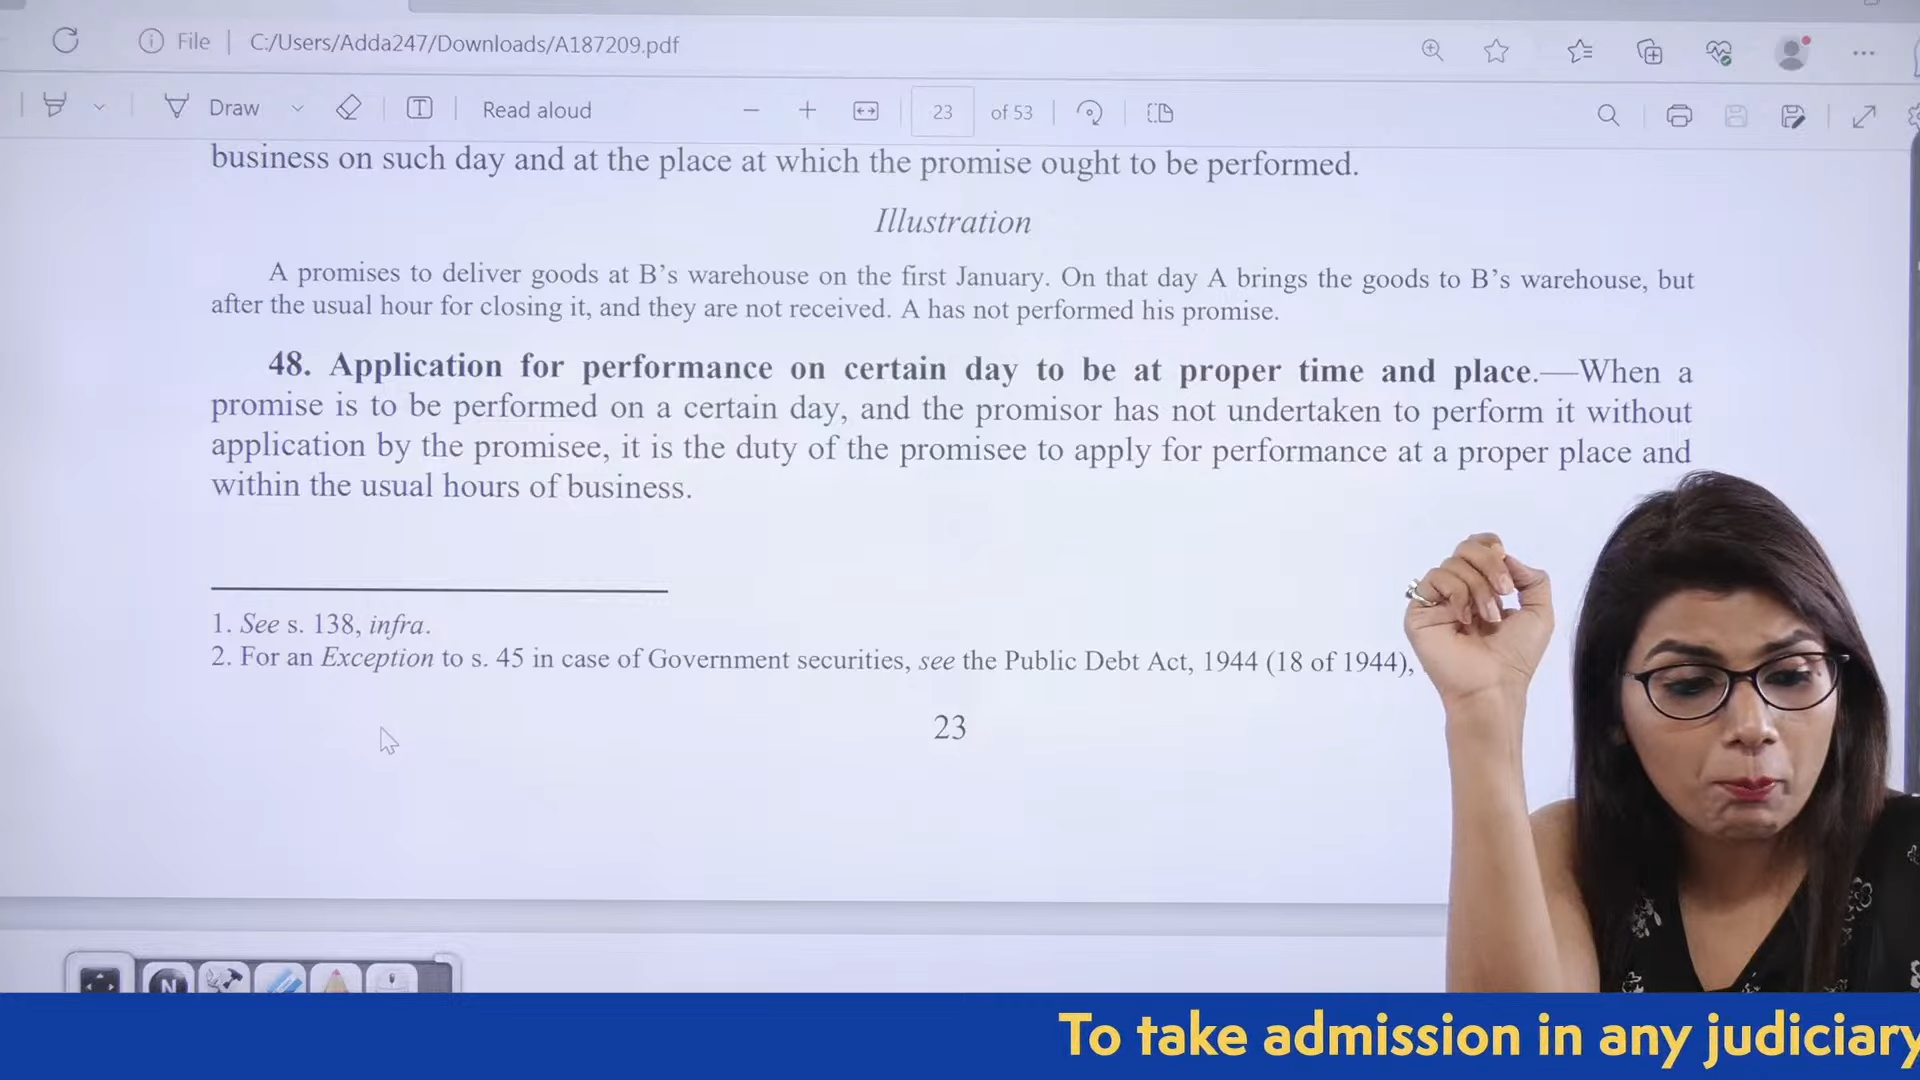 File
C:/Users/Adda247/Downloads/A187209.pdf
Draw
Read aloud
23 of 53
business on such day and at the place at which the promise ought to be performed.
Illustration
A promises to deliver goods at B’s warehouse on the first January. On that day A brings the goods to B’s warehouse, but
after the usual hour for closing it, and they are not received. A has not performed his promise.
48. Application for performance on certain day to be at proper time and place.—When a
promise is to be performed on a certain day, and the promisor has not undertaken to perform it without
application by the promisee, it is the duty of the promisee to apply for performance at a proper place and
within the usual hours of business.
1. See s. 138, infra.
2. For an Exception to s. 45 in case of Government securities, see the Public Debt Act, 1944 (18 of 1944),
23
N
To take admission in any judiciary